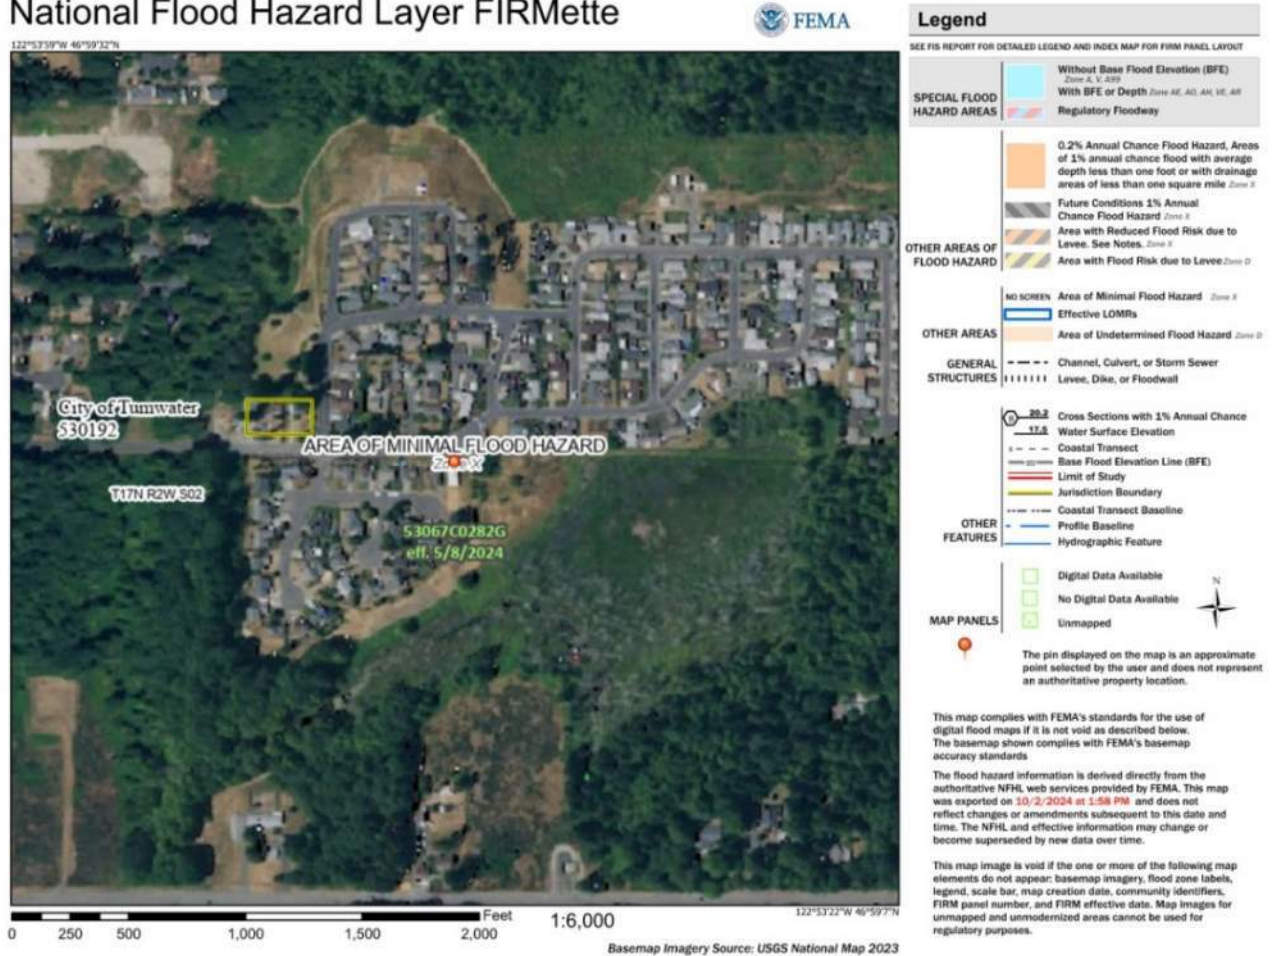 National Flood Hazard Layer FIRMette
FEMA
122°53'59"W 46°59'32"N
City of Tumwater
530192
AREA OF MINIMAL FLOOD HAZARD
Zone X
T17N R2W S02
53067C0282G
eff. 5/8/2024
Feet
1:6,000
122°53'22"W 46°59'7"N
0 250 500 1,000 1,500 2,000
Basemap Imagery Source: USGS National Map 2023
Legend
SEE FIS REPORT FOR DETAILED LEGEND AND INDEX MAP FOR FIRM PANEL LAYOUT
SPECIAL FLOOD
HAZARD AREAS
Without Base Flood Elevation (BFE)
Zone A, V, A99
With BFE or Depth Zone AE, AO, AH, VE, AR
Regulatory Floodway
OTHER AREAS OF
FLOOD HAZARD
0.2% Annual Chance Flood Hazard, Areas
of 1% annual chance flood with average
depth less than one foot or with drainage
areas of less than one square mile Zone X
Future Conditions 1% Annual
Chance Flood Hazard Zone X
Area with Reduced Flood Risk due to
Levee. See Notes. Zone X
Area with Flood Risk due to Levee Zone D
OTHER AREAS
NO SCREEN Area of Minimal Flood Hazard Zone X
Effective LOMRs
Area of Undetermined Flood Hazard Zone D
GENERAL
STRUCTURES
Channel, Culvert, or Storm Sewer
Levee, Dike, or Floodwall
OTHER
FEATURES
20.2 Cross Sections with 1% Annual Chance
17.5 Water Surface Elevation
Coastal Transect
Base Flood Elevation Line (BFE)
Limit of Study
Jurisdiction Boundary
Coastal Transect Baseline
Profile Baseline
Hydrographic Feature
MAP PANELS
Digital Data Available
No Digital Data Available
Unmapped
N
The pin displayed on the map is an approximate
point selected by the user and does not represent
an authoritative property location.
This map complies with FEMA's standards for the use of
digital flood maps if it is not void as described below.
The basemap shown complies with FEMA's basemap
accuracy standards
The flood hazard information is derived directly from the
authoritative NFHL web services provided by FEMA. This map
was exported on 10/2/2024 at 1:58 PM and does not
reflect changes or amendments subsequent to this date and
time. The NFHL and effective information may change or
become superseded by new data over time.
This map image is void if the one or more of the following map
elements do not appear: basemap imagery, flood zone labels,
legend, scale bar, map creation date, community identifiers,
FIRM panel number, and FIRM effective date. Map images for
unmapped and unmodernized areas cannot be used for
regulatory purposes.